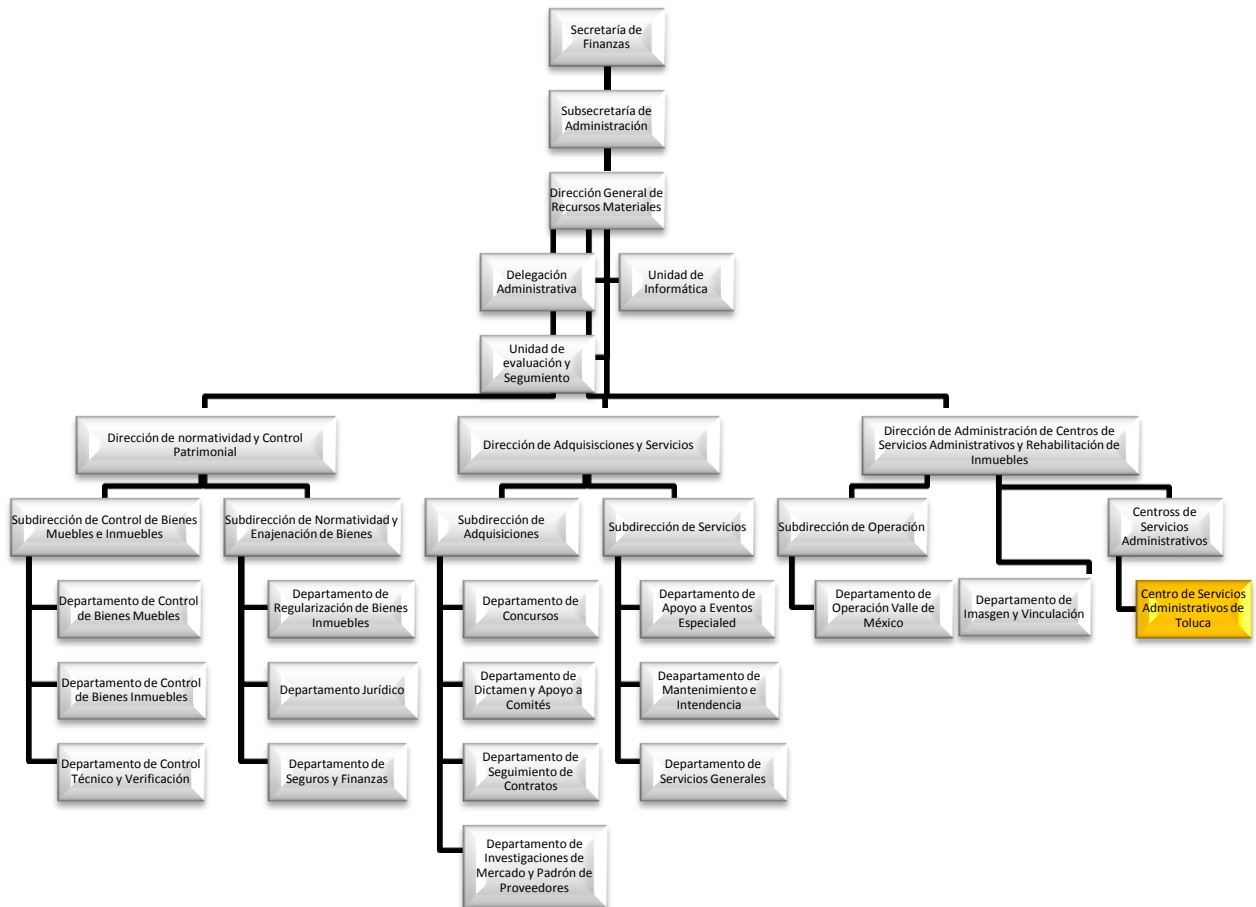 Secretaría de
Finanzas
Subsecretaría de
Administración
Dirección General de
Recursos Materiales
Delegación
Administrativa
Unidad de
Informática
Unidad de
evaluación y
Segumiento
Dirección de normatividad y Control
Patrimonial
Dirección de Adquisisciones y Servicios
Dirección de Administración de Centros de
Servicios Administrativos y Rehabilitación de
Inmuebles
Subdirección de Control de Bienes
Muebles e Inmuebles
Subdirección de Normatividad y
Enajenación de Bienes
Subdirección de
Adquisiciones
Subdirección de Servicios
Subdirección de Operación
Centross de
Servicios
Administrativos
Departamento de Control
de Bienes Muebles
Departamento de
Regularización de Bienes
Inmuebles
Departamento de
Concursos
Departamento de
Apoyo a Eventos
Especialed
Departamento de
Operación Valle de
México
Departamento de
Imasgen y Vinculación
Centro de Servicios
Administrativos de
Toluca
Departamento de Control
de Bienes Inmuebles
Departamento Jurídico
Departamento de
Dictamen y Apoyo a
Comités
Deapartamento de
Mantenimiento e
Intendencia
Departamento de Control
Técnico y Verificación
Departamento de
Seguros y Finanzas
Departamento de
Seguimiento de
Contratos
Departamento de
Servicios Generales
Departamento de
Investigaciones de
Mercado y Padrón de
Proveedores